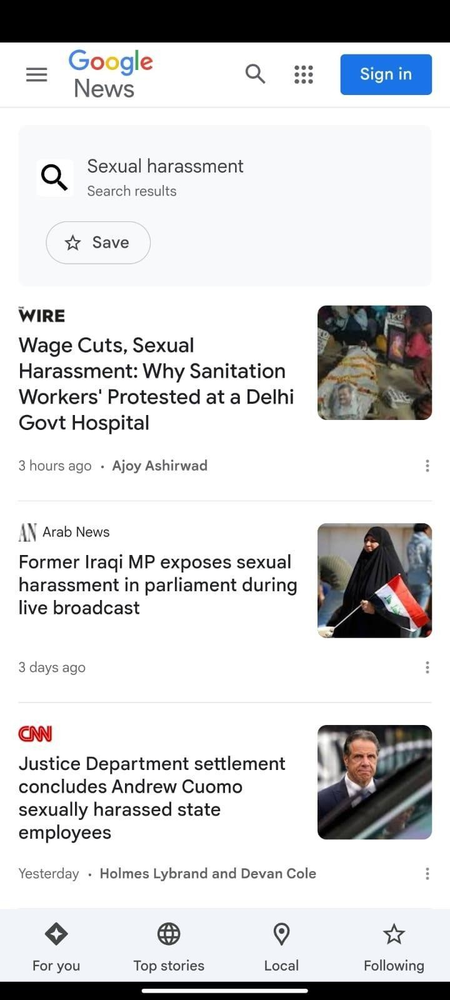 Google
News
Sign in
Sexual harassment
Search results
Save
THE
WIRE
Wage Cuts, Sexual
Harassment: Why Sanitation
Workers' Protested at a Delhi
Govt Hospital
3 hours ago • Ajoy Ashirwad
AN Arab News
Former Iraqi MP exposes sexual
harassment in parliament during
live broadcast
3 days ago
CNN
Justice Department settlement
concludes Andrew Cuomo
sexually harassed state
employees
Yesterday • Holmes Lybrand and Devan Cole
For you
Top stories
Local
Following